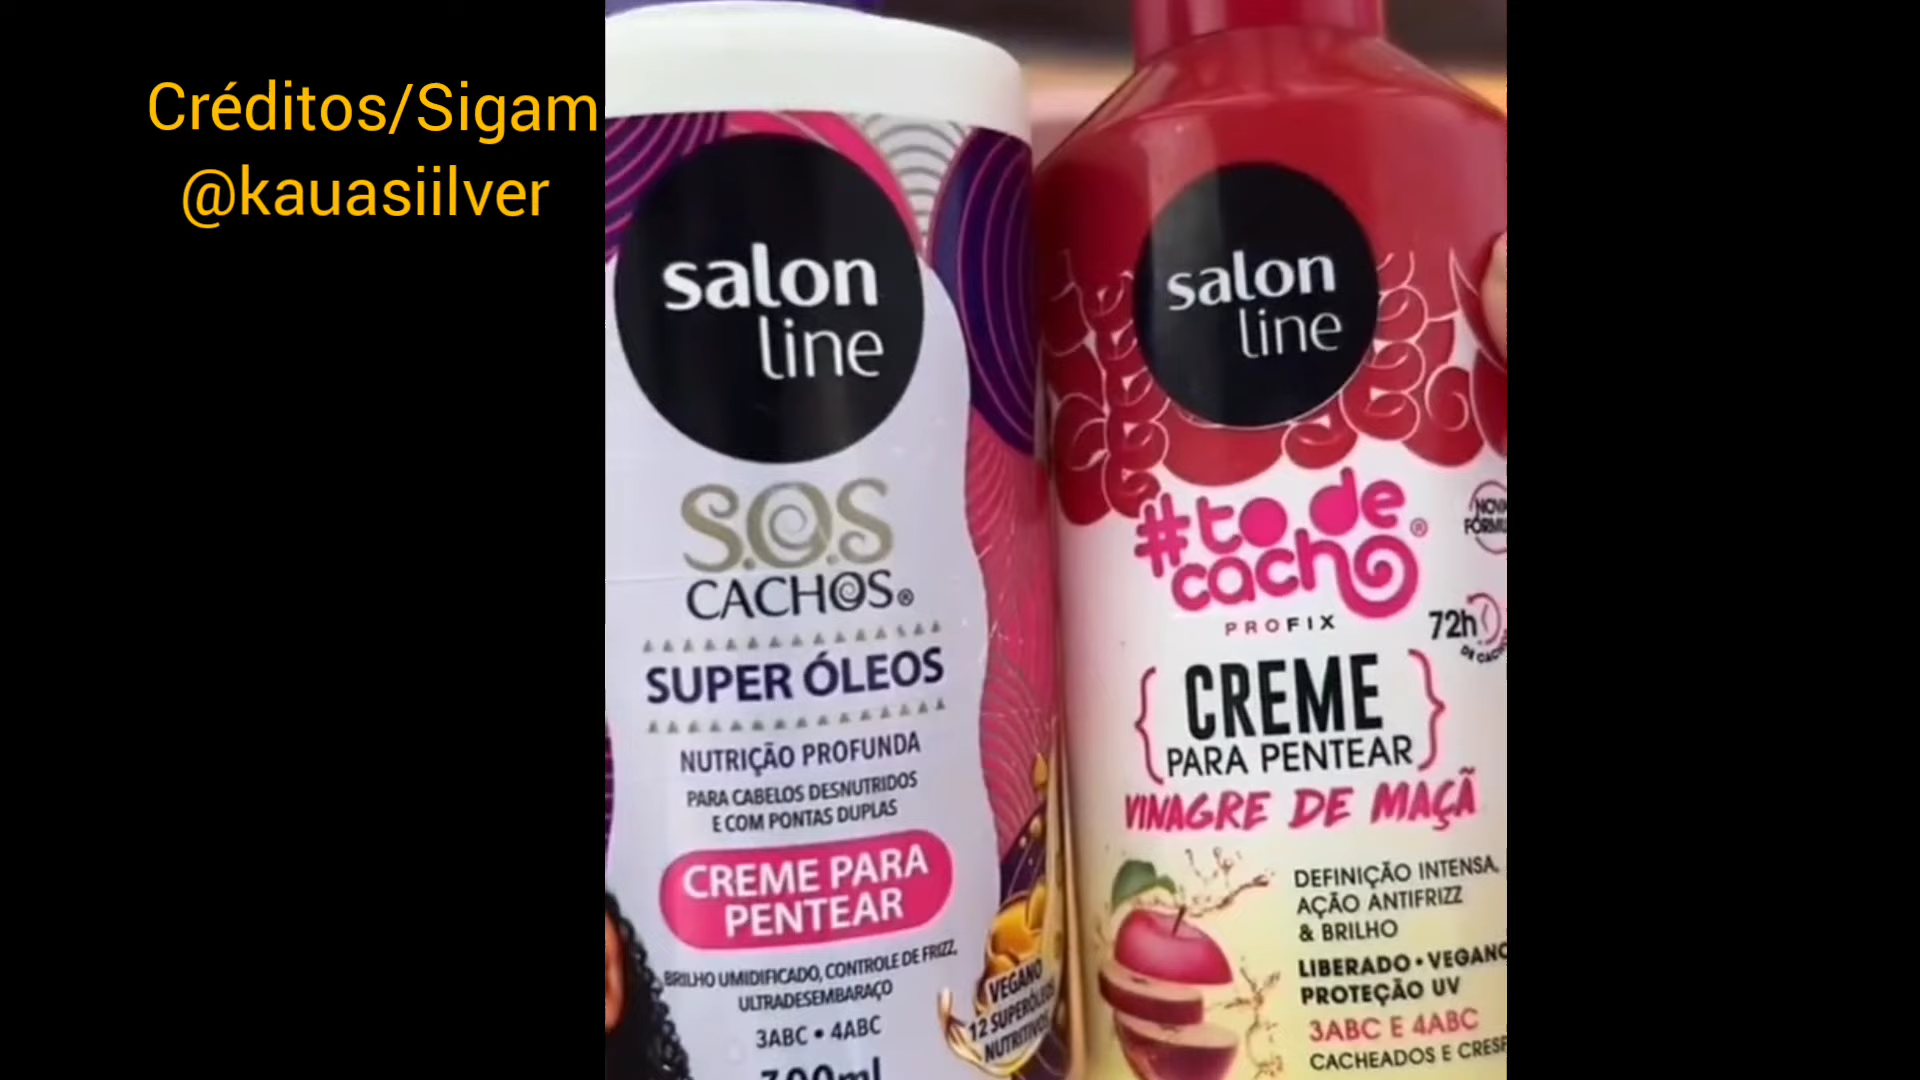 Créditos/Sigam
@kauasiilver
salon
line
S.O.S
CACHOS®
SUPER ÓLEOS
NUTRIÇÃO PROFUNDA
PARA CABELOS DESNUTRIDOS
E COM PONTAS DUPLAS
CREME PARA
PENTEAR
BRILHO UMIDIFICADO, CONTROLE DE FRIZZ,
ULTRADESEMBARAÇO
3ABC • 4ABC
VEGANO
12 SUPERÓLEOS
NUTRITIVOS
salon
line
#to de
cacho®
PROFIX
72h
CREME
PARA PENTEAR
VINAGRE DE MAÇÃ
DEFINIÇÃO INTENSA,
AÇÃO ANTIFRIZZ
& BRILHO
LIBERADO • VEGANO
PROTEÇÃO UV
3ABC E 4ABC
CACHEADOS E